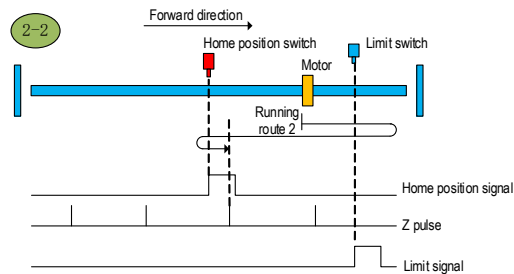 2-2
Forward direction
Home position switch
Limit switch
Motor
Running
route 2
Home position signal
Z pulse
Limit signal